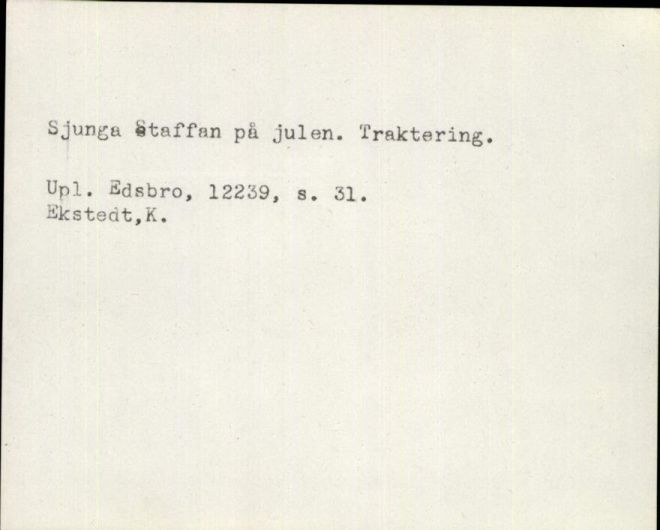 Sjunga Staffan på julen. Traktering.
Upl. Edsbro, 12239, s. 31.
Ekstedt,K.